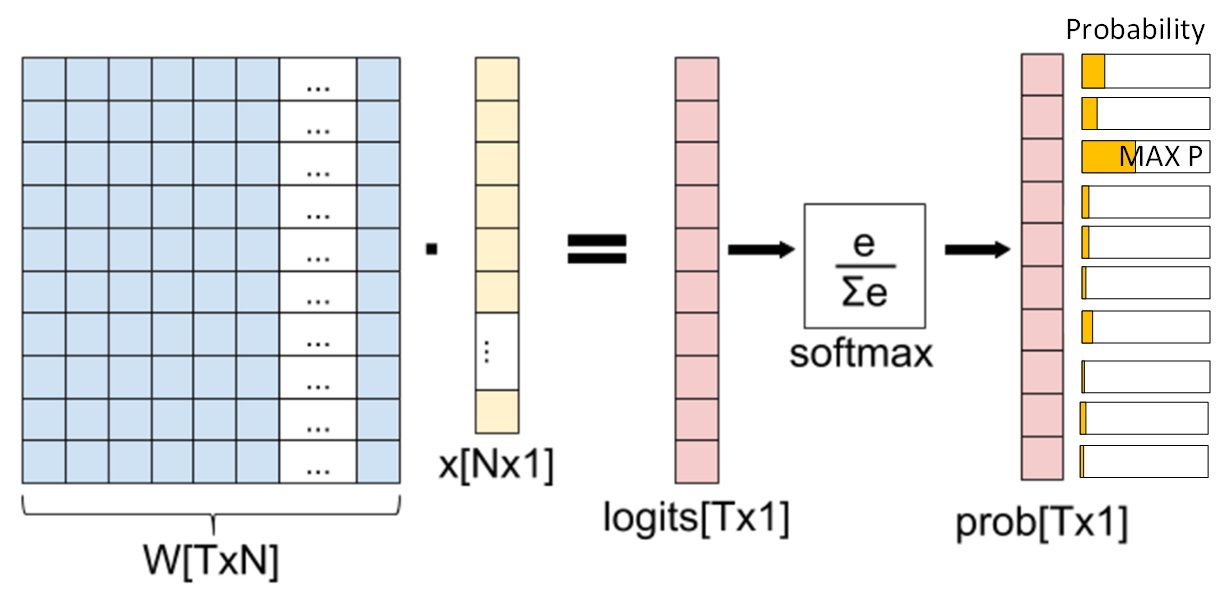 Probability
...
...
...
...
...
...
...
...
...
...
⋮
MAX P
e
Σe
softmax
x[Nx1]
logits[Tx1]
prob[Tx1]
W[TxN]